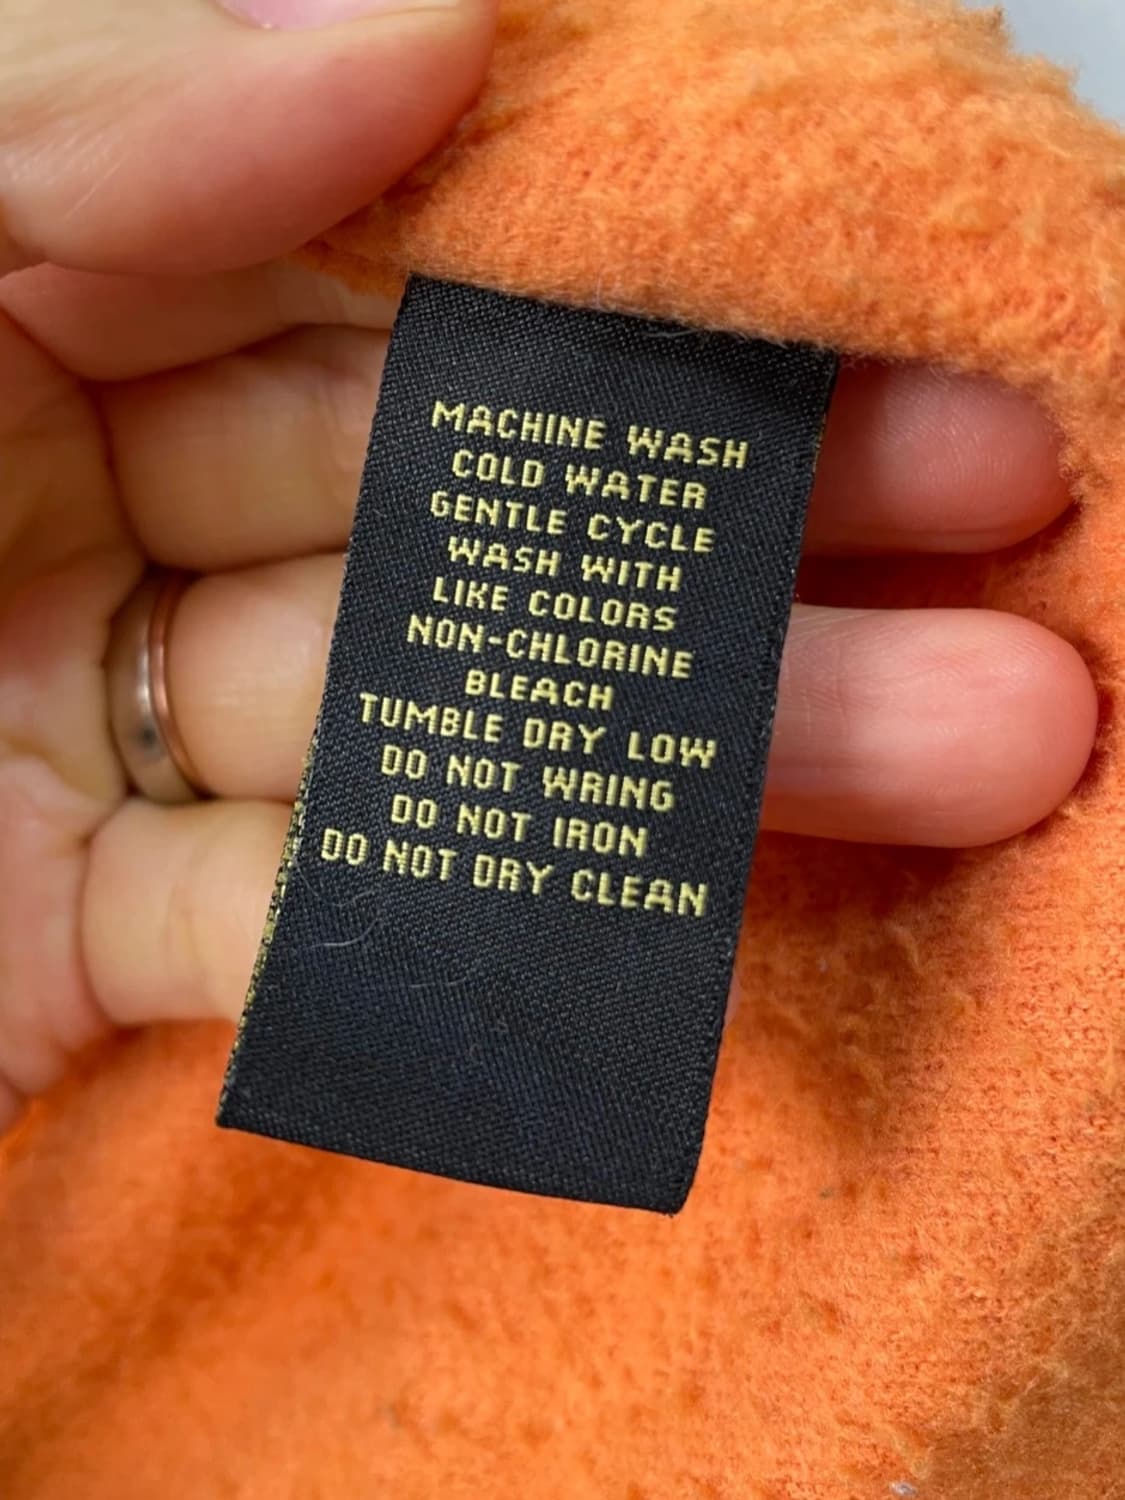 MACHINE WASH
COLD WATER
GENTLE CYCLE
WASH WITH
LIKE COLORS
NON-CHLORINE
BLEACH
TUMBLE DRY LOW
DO NOT WRING
DO NOT IRON
DO NOT DRY CLEAN